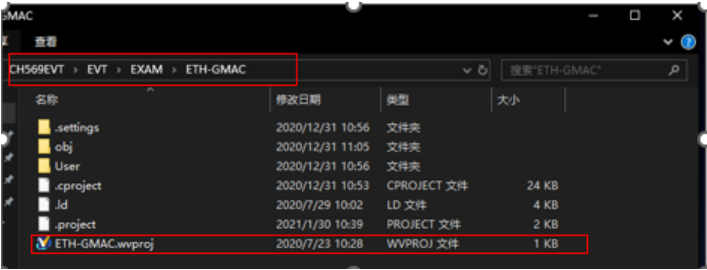 GMAC
查看
CH569EVT › EVT › EXAM › ETH-GMAC
搜索"ETH-GMAC"
名称 修改日期 类型 大小
.settings 2020/12/31 10:56 文件夹
obj 2020/12/31 11:05 文件夹
User 2020/12/31 10:56 文件夹
.cproject 2020/12/31 10:53 CPROJECT 文件 24 KB
.ld 2020/7/29 10:02 LD 文件 4 KB
.project 2021/1/30 10:39 PROJECT 文件 2 KB
ETH-GMAC.wvproj 2020/7/23 10:28 WVPROJ 文件 1 KB